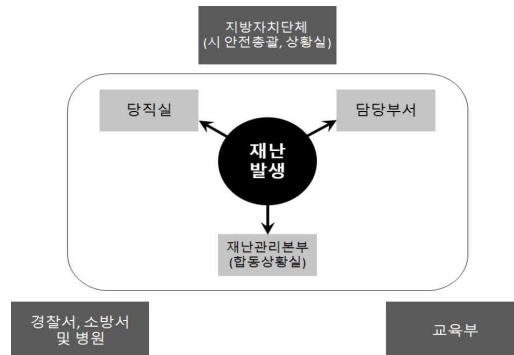 지방자치단체
(시 안전총괄, 상황실)
당직실
담당부서
재난
발생
재난관리본부
(합동상황실)
경찰서, 소방서
및 병원
교육부